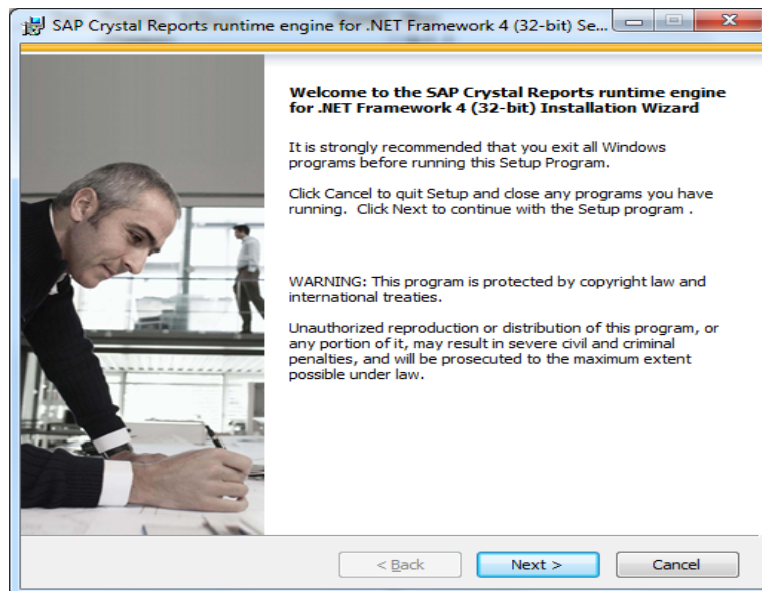 SAP Crystal Reports runtime engine for .NET Framework 4 (32-bit) Se...
Welcome to the SAP Crystal Reports runtime engine
for .NET Framework 4 (32-bit) Installation Wizard
It is strongly recommended that you exit all Windows
programs before running this Setup Program.
Click Cancel to quit Setup and close any programs you have
running.  Click Next to continue with the Setup program .
WARNING: This program is protected by copyright law and
international treaties.
Unauthorized reproduction or distribution of this program, or
any portion of it, may result in severe civil and criminal
penalties, and will be prosecuted to the maximum extent
possible under law.
< Back Next > Cancel